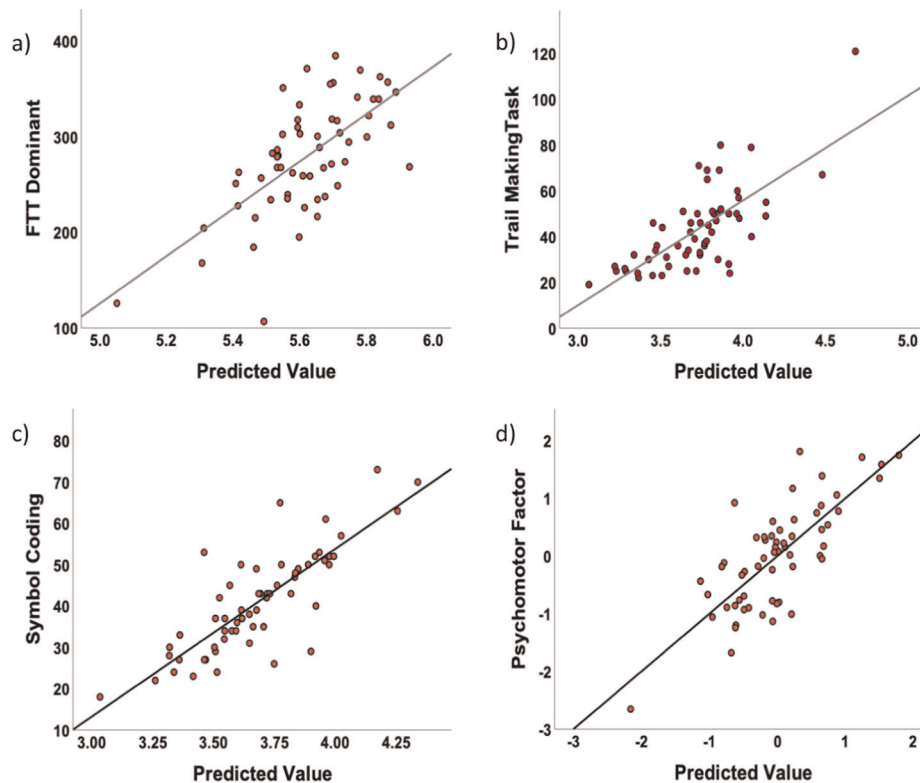 a)
FTT Dominant
400
300
200
100
5.0 5.2 5.4 5.6 5.8 6.0
Predicted Value
b)
Trail MakingTask
120
100
80
60
40
20
0
3.0 3.5 4.0 4.5 5.0
Predicted Value
c)
Symbol Coding
80
70
60
50
40
30
20
10
3.00 3.25 3.50 3.75 4.00 4.25
Predicted Value
d)
Psychomotor Factor
2
1
0
-1
-2
-3
-3 -2 -1 0 1 2
Predicted Value